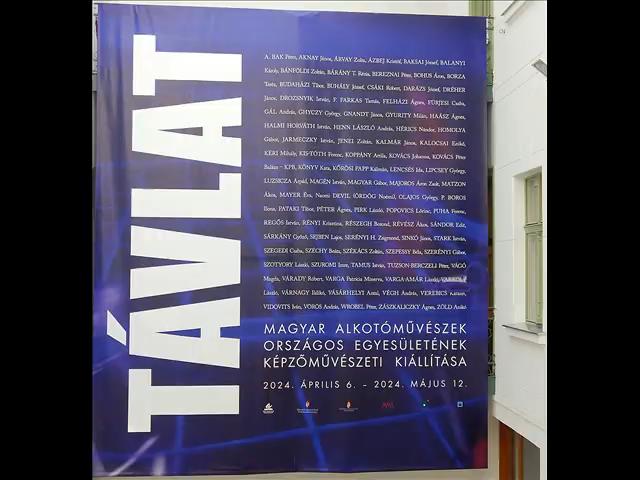 TÁVLAT
A. BAK Péter, AKNAY János, ÁRVAY Zolta, ÁZBEJ Kristóf, BAKSAI József, BALANYI
Károly, BÁNFÖLDI Zoltán, BÁRÁNY T. Réza, BEREZNAI Péter, BOHUS Áron, BORZA
BUDAHÁZI Tibor, BUHÁLY József, CSÁKI Róbert, DARÁZS József, DRÉHER
János, DROZSNYIK István, F. FARKAS Tamás, FELHÁZI Ágnes, FÜRJESI Csaba,
GÁL András, GHYCZY György, GNANDT János, GYURITY Milán, HAÁSZ Ágnes,
HALMI HORVÁTH István, HENN LÁSZLÓ András, HÉRICS Nándor, HOMOLYA
Gábor, JARMECZKY István, JENEI Zoltán, KALMÁR János, KALOCSAI Enikő,
KÉRI Mihály, KIS-TÓTH Ferenc, KOPPÁNY Attila, KOVÁCS Johanna, KOVÁCS Péter
Balázs – KPB, KÖNYV Kata, KŐRÖSI PAPP Kálmán, LENCSÉS Ida, LIPCSEY György,
LUZSICZA Árpád, MAGÉN István, MAGYAR Gábor, MAJOROS Áron Zsolt, MATZON
Ákos, MAYER Éva, Naomi DEVIL (ÖRDÖG Noémi), OLAJOS György, P. BOROS
Ilona, PATAKI Tibor, PÉTER Ágnes, PIRK László, POPOVICS Lőrinc, PUHA Ferenc,
REGŐS István, RÉNYI Krisztina, RÉSZEGH Botond, RÉVÉSZ Ákos, SÁNDOR Edit,
SÁRKÁNY Győző, SEJBEN Lajos, SERÉNYI H. Zsigmond, SINKÓ János, STARK István,
SZEGEDI Csaba, SZÉCHY Beáta, SZÉKÁCS Zoltán, SZEPESSY Béla, SZERÉNYI Gábor,
SZOTYORY László, SZUROMI Imre, TAMUS István, TUZSON-BERCZELI Péter, VÁGÓ
Magda, VÁRADY Róbert, VARGA Patrícia Minerva, VARGA-AMÁR László,
László, VÁRNAGY Ildikó, VÁSÁRHELYI Antal, VÉGH András, VEREBICS Katalin,
VIDOVITS Iván, VÖRÖS András, WROBEL Péter, ZÁSZKALICZKY Ágnes, ZÖLD Anikó
MAGYAR ALKOTÓMŰVÉSZEK
ORSZÁGOS EGYESÜLETÉNEK
KÉPZŐMŰVÉSZETI KIÁLLÍTÁSA
2024. ÁPRILIS 6. – 2024. MÁJUS 12.